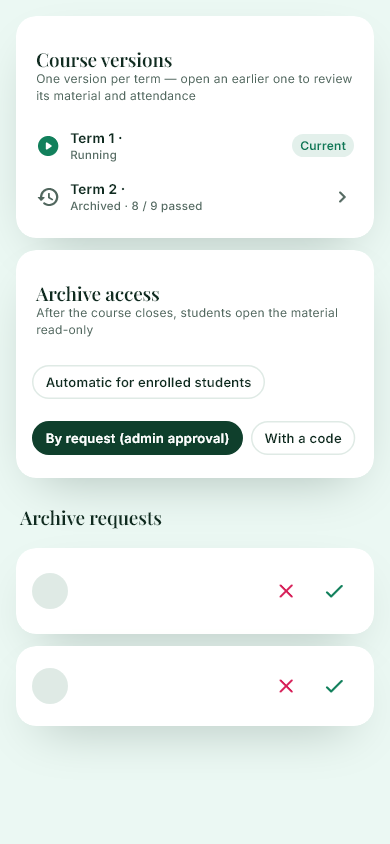 Course versions
One version per term — open an earlier one to review
its material and attendance
Term 1 ·
Running
Current
Term 2 ·
Archived · 8 / 9 passed
Archive access
After the course closes, students open the material
read-only
Automatic for enrolled students
By request (admin approval)
With a code
Archive requests